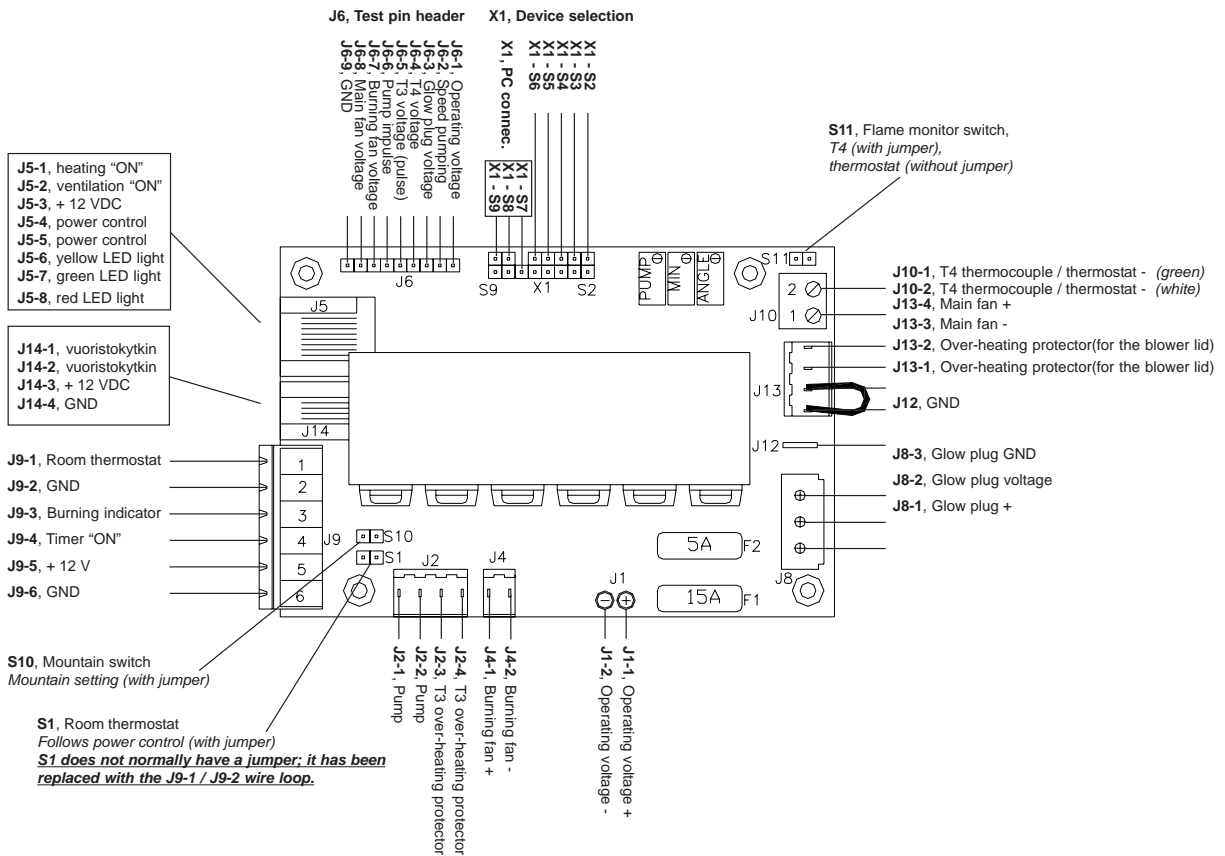 J6, Test pin header
X1, Device selection
J6-1, Operating voltage
J6-2, Speed pumping
J6-3, Glow plug voltage
J6-4, T4 voltage
J6-5, T3 voltage (pulse)
J6-6, Pump impulse
J6-7, Burning fan voltage
J6-8, Main fan voltage
J6-9, GND
X1 - S2
X1 - S3
X1 - S4
X1 - S5
X1 - S6
X1, PC connec.
X1 - S7
X1 - S8
X1 - S9
S11, Flame monitor switch,
T4 (with jumper),
thermostat (without jumper)
J5-1, heating “ON”
J5-2, ventilation “ON”
J5-3, + 12 VDC
J5-4, power control
J5-5, power control
J5-6, yellow LED light
J5-7, green LED light
J5-8, red LED light
J14-1, vuoristokytkin
J14-2, vuoristokytkin
J14-3, + 12 VDC
J14-4, GND
J9-1, Room thermostat
J9-2, GND
J9-3, Burning indicator
J9-4, Timer “ON”
J9-5, + 12 V
J9-6, GND
J6
S9
X1
S2
PUMP
MIN
ANGLE
S11
J5
J14
2
J10
1
J13
J12
1
2
3
4
5
6
J9
S10
S1
J2
J4
J1
5A
F2
15A
F1
J8
J10-1, T4 thermocouple / thermostat - (green)
J10-2, T4 thermocouple / thermostat - (white)
J13-4, Main fan +
J13-3, Main fan -
J13-2, Over-heating protector(for the blower lid)
J13-1, Over-heating protector(for the blower lid)
J12, GND
J8-3, Glow plug GND
J8-2, Glow plug voltage
J8-1, Glow plug +
S10, Mountain switch
Mountain setting (with jumper)
S1, Room thermostat
Follows power control (with jumper)
S1 does not normally have a jumper; it has been
replaced with the J9-1 / J9-2 wire loop.
J2-1, Pump
J2-2, Pump
J2-3, T3 over-heating protector
J2-4, T3 over-heating protector
J4-1, Burning fan +
J4-2, Burning fan -
J1-2, Operating voltage -
J1-1, Operating voltage +